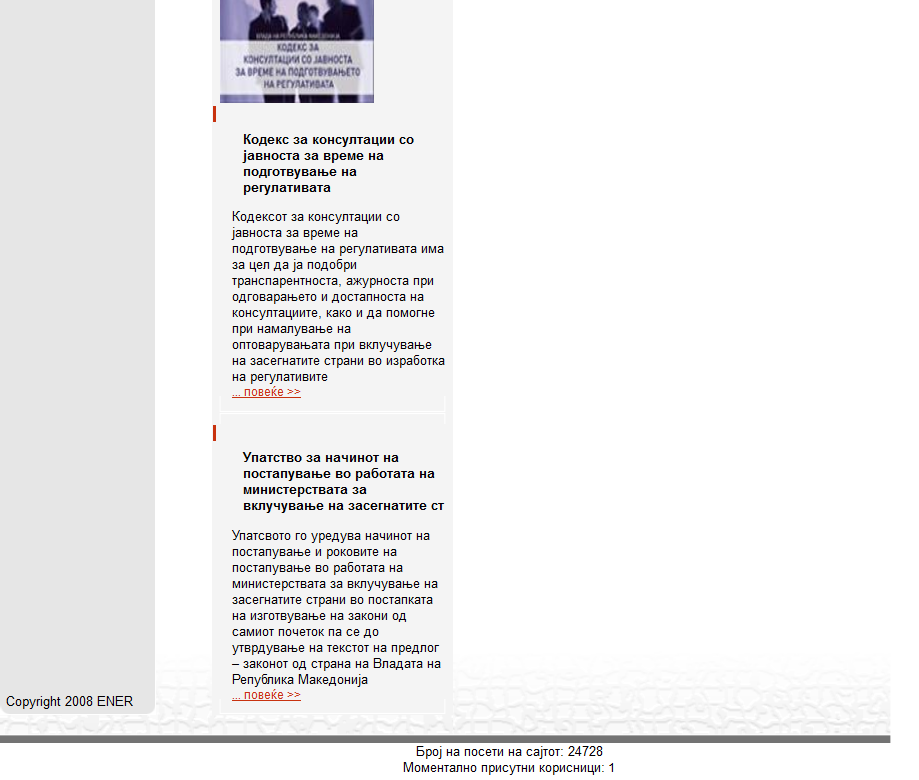 ВЛАДА НА РЕПУБЛИКА МАКЕДОНИЈА
КОДЕКС ЗА
КОНСУЛТАЦИИ СО ЈАВНОСТА
ЗА ВРЕМЕ НА ПОДГОТВУВАЊЕТО
НА РЕГУЛАТИВАТА
Кодекс за консултации со
јавноста за време на
подготвување на
регулативата
Кодексот за консултации со
јавноста за време на
подготвување на регулативата има
за цел да ја подобри
транспарентноста, ажурноста при
одговарањето и достапноста на
консултациите, како и да помогне
при намалување на
оптоварувањата при вклучување
на засегнатите страни во изработка
на регулативите
... повеќе >>
Упатство за начинот на
постапување во работата на
министерствата за
вклучување на засегнатите ст
Упатсвото го уредува начинот на
постапување и роковите на
постапување во работата на
министерствата за вклучување на
засегнатите страни во постапката
на изготвување на закони од
самиот почеток па се до
утврдување на текстот на предлог
– законот од страна на Владата на
Република Македонија
... повеќе >>
Copyright 2008 ENER
Број на посети на сајтот: 24728
Моментално присутни корисници: 1